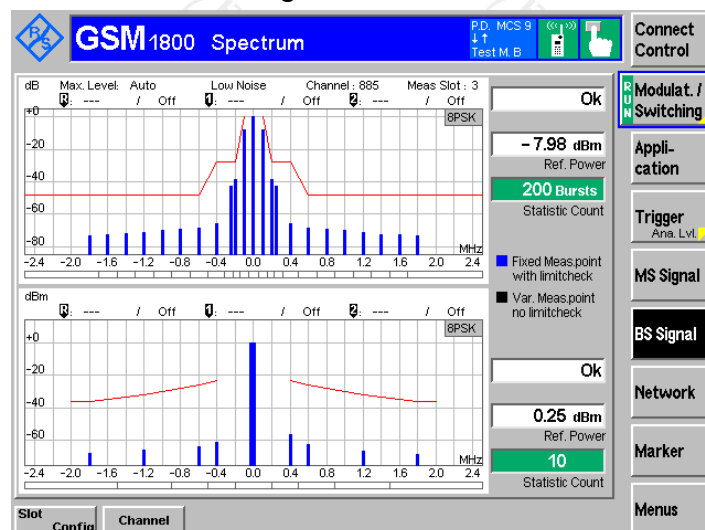 R&S
GSM1800 Spectrum
P.D. MCS 9
↓↑
Test M. B
Connect
Control
dB Max. Level: Auto Low Noise Channel : 885 Meas Slot : 3
R: --- / Off 1: --- / Off 2: --- / Off
8PSK
+0
-20
-40
-60
-80
MHz
-2.4 -2.0 -1.6 -1.2 -0.8 -0.4 0.0 0.4 0.8 1.2 1.6 2.0 2.4
Ok
-7.98 dBm
Ref. Power
200 Bursts
Statistic Count
Fixed Meas.point
with limitcheck
Var. Meas.point
no limitcheck
dBm
R: --- / Off 1: --- / Off 2: --- / Off
8PSK
+0
-20
-40
-60
MHz
-2.4 -2.0 -1.6 -1.2 -0.8 -0.4 0.0 0.4 0.8 1.2 1.6 2.0 2.4
Ok
0.25 dBm
Ref. Power
10
Statistic Count
RUN
Modulat. /
Switching
Appli-
cation
Trigger
Ana. Lvl.
MS Signal
BS Signal
Network
Marker
Menus
Slot
Config
Channel